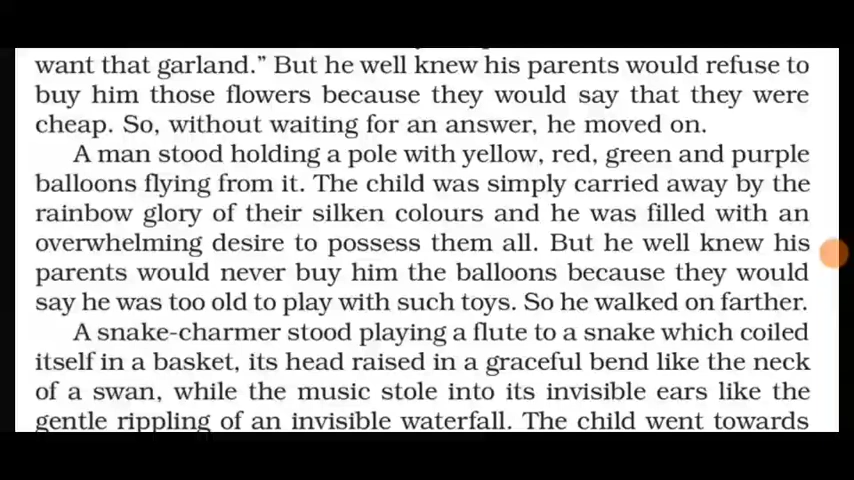 want that garland." But he well knew his parents would refuse to
buy him those flowers because they would say that they were
cheap. So, without waiting for an answer, he moved on.
A man stood holding a pole with yellow, red, green and purple
balloons flying from it. The child was simply carried away by the
rainbow glory of their silken colours and he was filled with an
overwhelming desire to possess them all. But he well knew his
parents would never buy him the balloons because they would
say he was too old to play with such toys. So he walked on farther.
A snake-charmer stood playing a flute to a snake which coiled
itself in a basket, its head raised in a graceful bend like the neck
of a swan, while the music stole into its invisible ears like the
gentle rippling of an invisible waterfall. The child went towards